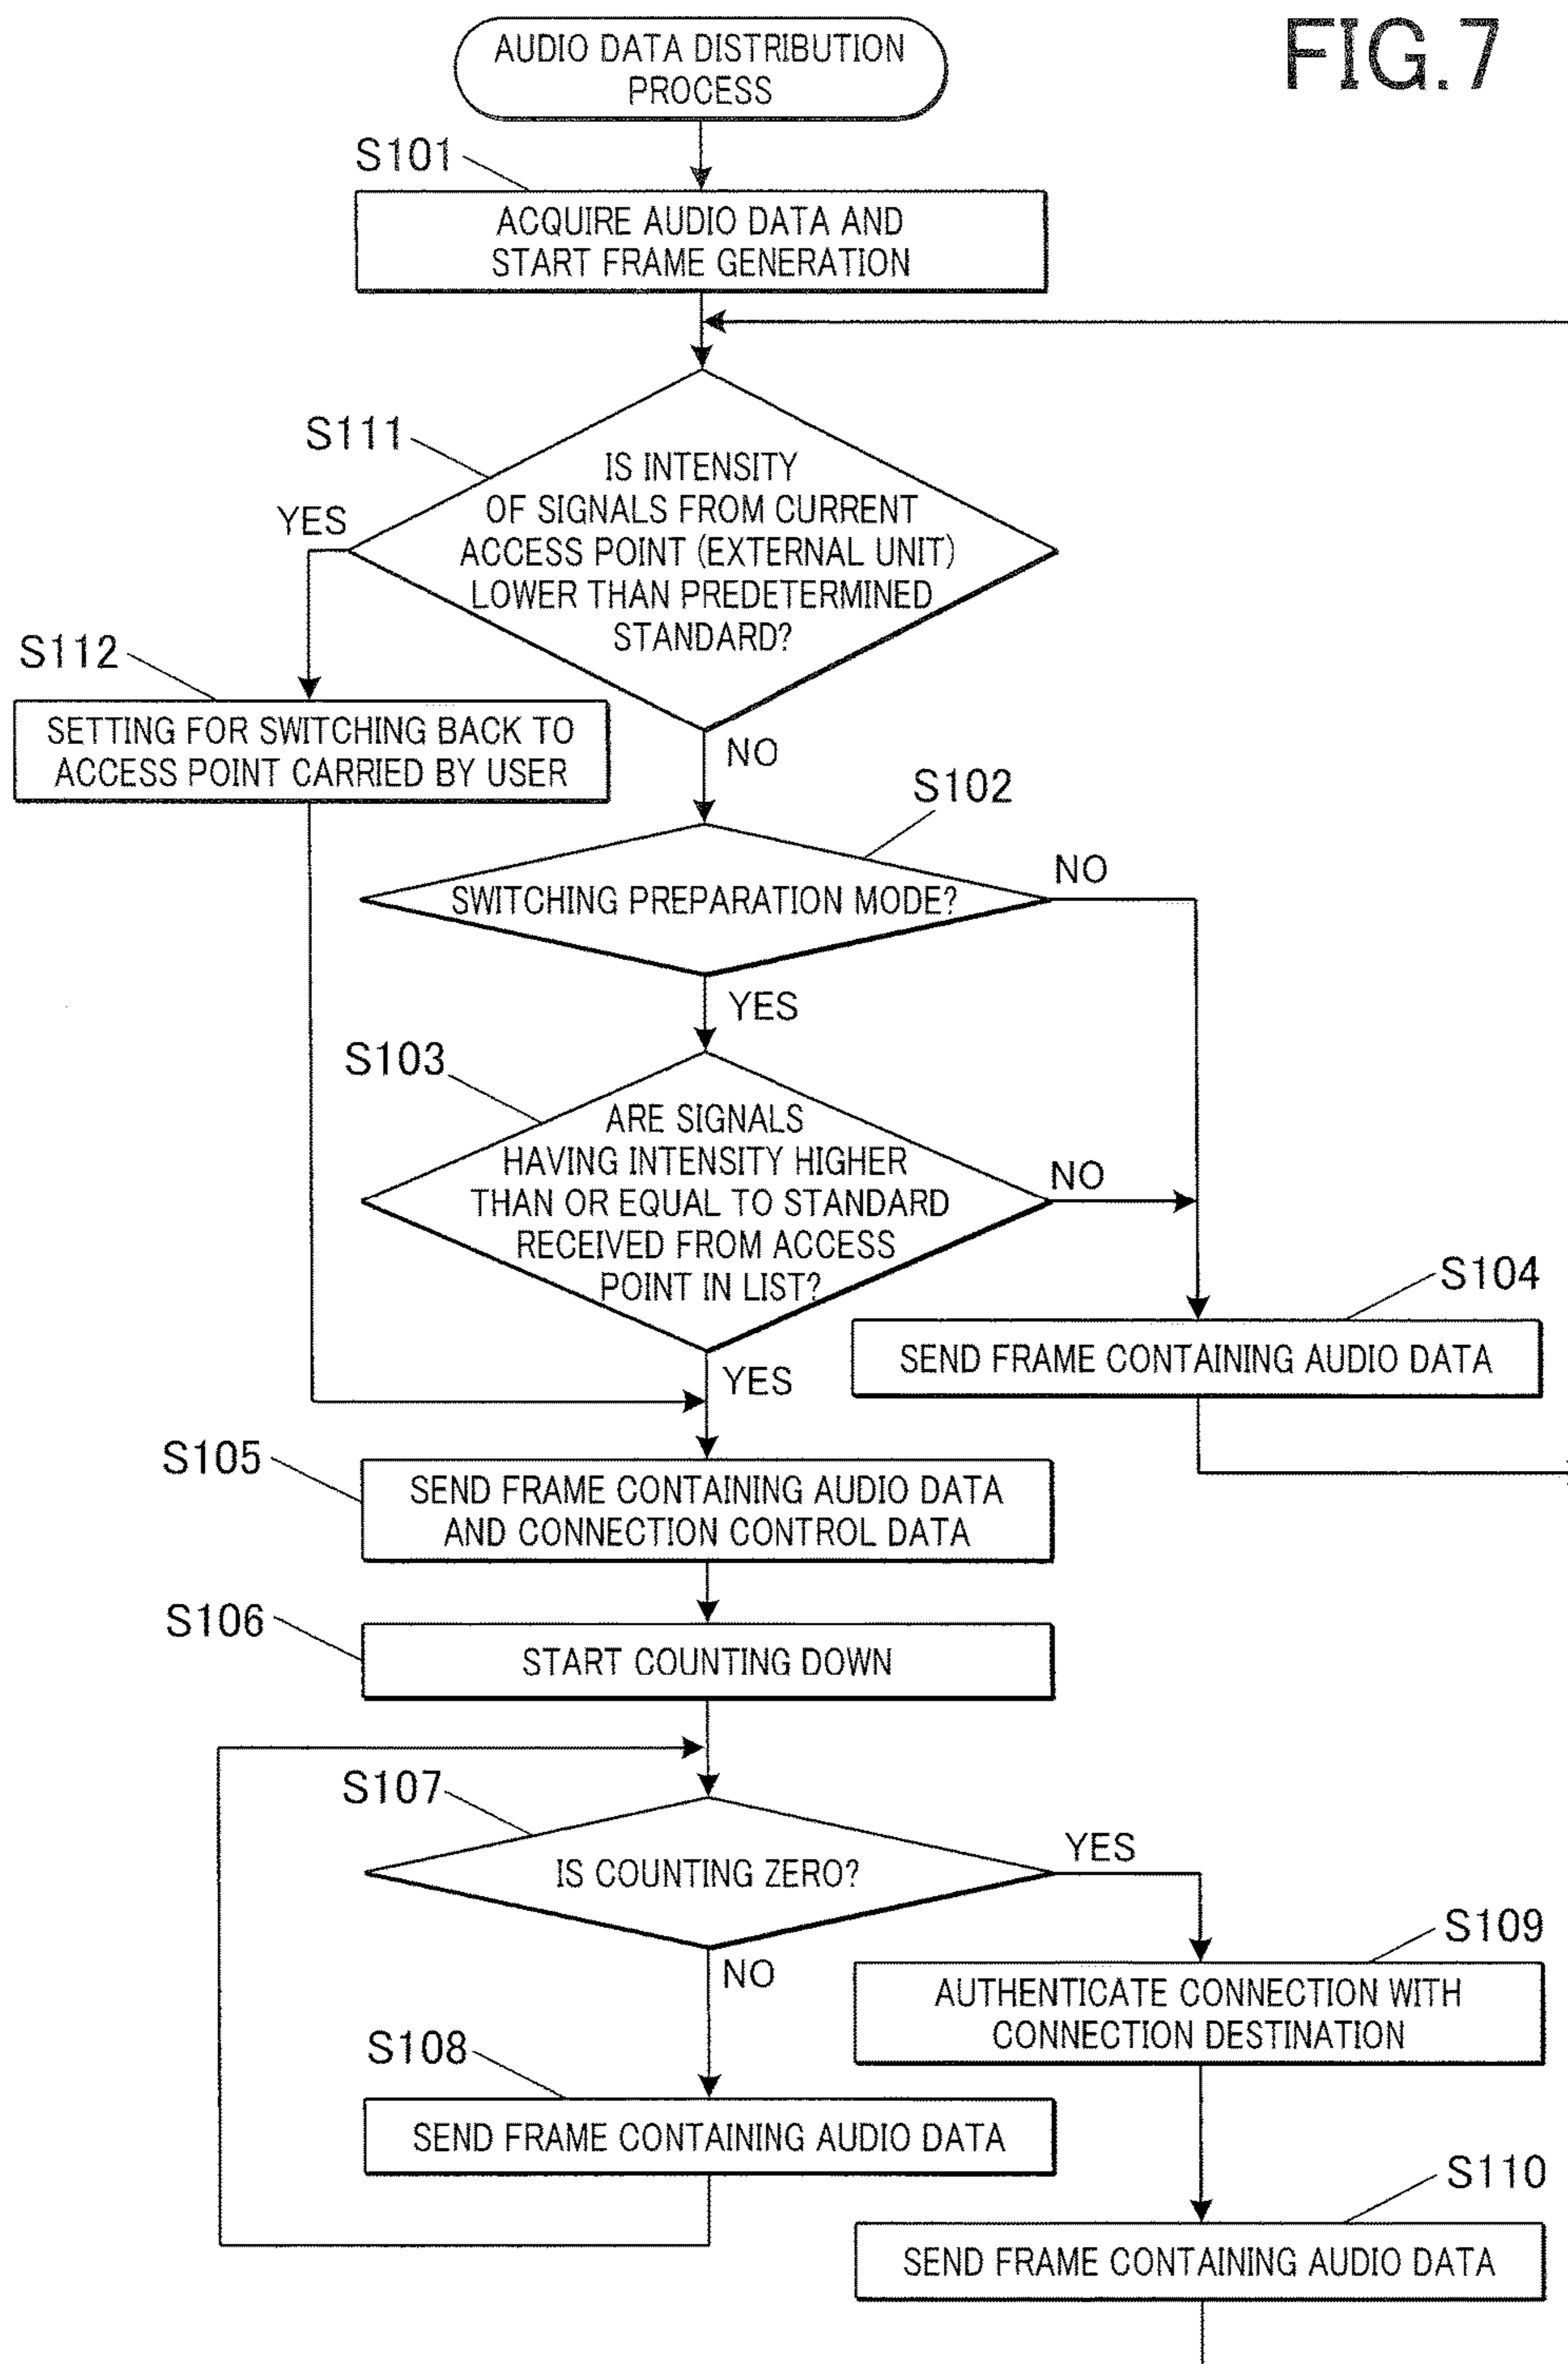 FIG.7
AUDIO DATA DISTRIBUTION
PROCESS
S101
ACQUIRE AUDIO DATA AND
START FRAME GENERATION
S111
IS INTENSITY
OF SIGNALS FROM CURRENT
ACCESS POINT (EXTERNAL UNIT)
LOWER THAN PREDETERMINED
STANDARD?
YES
NO
S112
SETTING FOR SWITCHING BACK TO
ACCESS POINT CARRIED BY USER
S102
SWITCHING PREPARATION MODE?
NO
YES
S103
ARE SIGNALS
HAVING INTENSITY HIGHER
THAN OR EQUAL TO STANDARD
RECEIVED FROM ACCESS
POINT IN LIST?
NO
YES
S104
SEND FRAME CONTAINING AUDIO DATA
S105
SEND FRAME CONTAINING AUDIO DATA
AND CONNECTION CONTROL DATA
S106
START COUNTING DOWN
S107
IS COUNTING ZERO?
YES
NO
S109
AUTHENTICATE CONNECTION WITH
CONNECTION DESTINATION
S108
SEND FRAME CONTAINING AUDIO DATA
S110
SEND FRAME CONTAINING AUDIO DATA